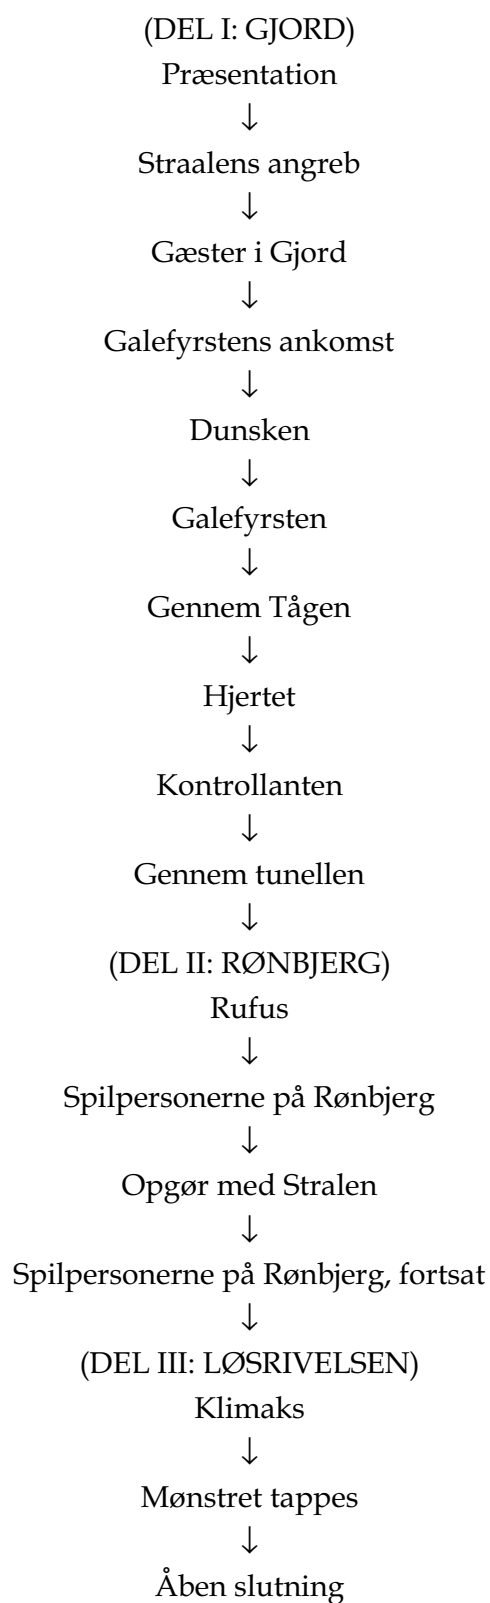 (DEL I: GJORD)
Præsentation
↓
Straalens angreb
↓
Gæster i Gjord
↓
Galefyrstens ankomst
↓
Dunsken
↓
Galefyrsten
↓
Gennem Tågen
↓
Hjertet
↓
Kontrollanten
↓
Gennem tunellen
↓
(DEL II: RØNBJERG)
Rufus
↓
Spilpersonerne på Rønbjerg
↓
Opgør med Stralen
↓
Spilpersonerne på Rønbjerg, fortsat
↓
(DEL III: LØSRIVELSEN)
Klimaks
↓
Mønstret tappes
↓
Åben slutning